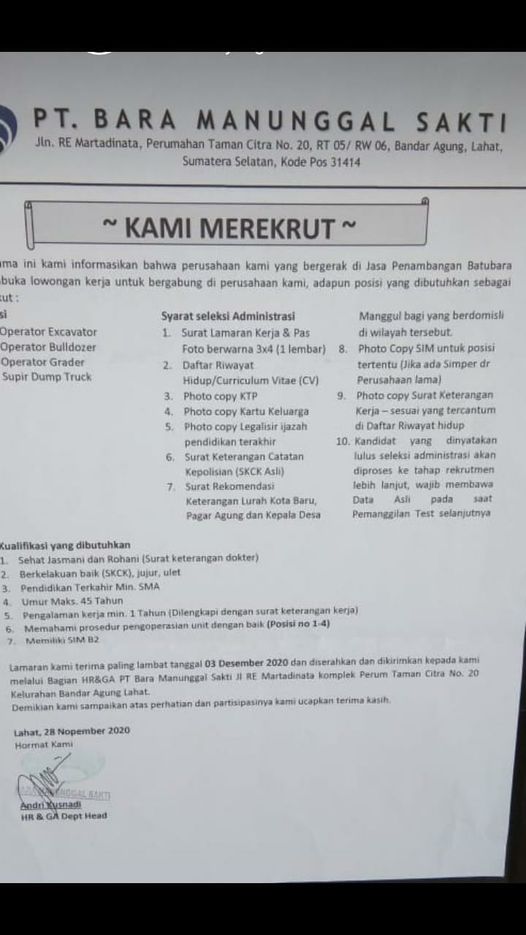 PT. BARA MANUNGGAL SAKTI
Jln. RE Martadinata, Perumahan Taman Citra No. 20, RT 05/ RW 06, Bandar Agung, Lahat,
Sumatera Selatan, Kode Pos 31414
~ KAMI MEREKRUT ~
ini kami informasikan bahwa perusahaan kami yang bergerak di Jasa Penambangan Batubara
lowongan kerja untuk bergabung di perusahaan kami, adapun posisi yang dibutuhkan sebagai
:
Operator Excavator
Operator Bulldozer
Operator Grader
Supir Dump Truck
Syarat seleksi Administrasi
1. Surat Lamaran Kerja & Pas
Foto berwarna 3x4 (1 lembar)
2. Daftar Riwayat
Hidup/Curriculum Vitae (CV)
3. Photo copy KTP
4. Photo copy Kartu Keluarga
5. Photo copy Legalisir ijazah
pendidikan terakhir
6. Surat Keterangan Catatan
Kepolisian (SKCK Asli)
7. Surat Rekomendasi
Keterangan Lurah Kota Baru,
Pagar Agung dan Kepala Desa
Manggul bagi yang berdomisli
di wilayah tersebut.
8. Photo Copy SIM untuk posisi
tertentu (Jika ada Simper dr
Perusahaan lama)
9. Photo copy Surat Keterangan
Kerja – sesuai yang tercantum
di Daftar Riwayat hidup
10. Kandidat yang dinyatakan
lulus seleksi administrasi akan
diproses ke tahap rekrutmen
lebih lanjut, wajib membawa
Data Asli pada saat
Pemanggilan Test selanjutnya
Kualifikasi yang dibutuhkan
1. Sehat Jasmani dan Rohani (Surat keterangan dokter)
2. Berkelakuan baik (SKCK), jujur, ulet
3. Pendidikan Terkahir Min. SMA
4. Umur Maks. 45 Tahun
5. Pengalaman kerja min. 1 Tahun (Dilengkapi dengan surat keterangan kerja)
6. Memahami prosedur pengoperasian unit dengan baik (Posisi no 1-4)
7. Memiliki SIM B2
Lamaran kami terima paling lambat tanggal 03 Desember 2020 dan diserahkan dan dikirimkan kepada kami
melalui Bagian HR&GA PT Bara Manunggal Sakti Jl RE Martadinata komplek Perum Taman Citra No. 20
Kelurahan Bandar Agung Lahat.
Demikian kami sampaikan atas perhatian dan partisipasinya kami ucapkan terima kasih.
Lahat, 28 Nopember 2020
Hormat Kami
Andri Kusnadi
HR & GA Dept Head